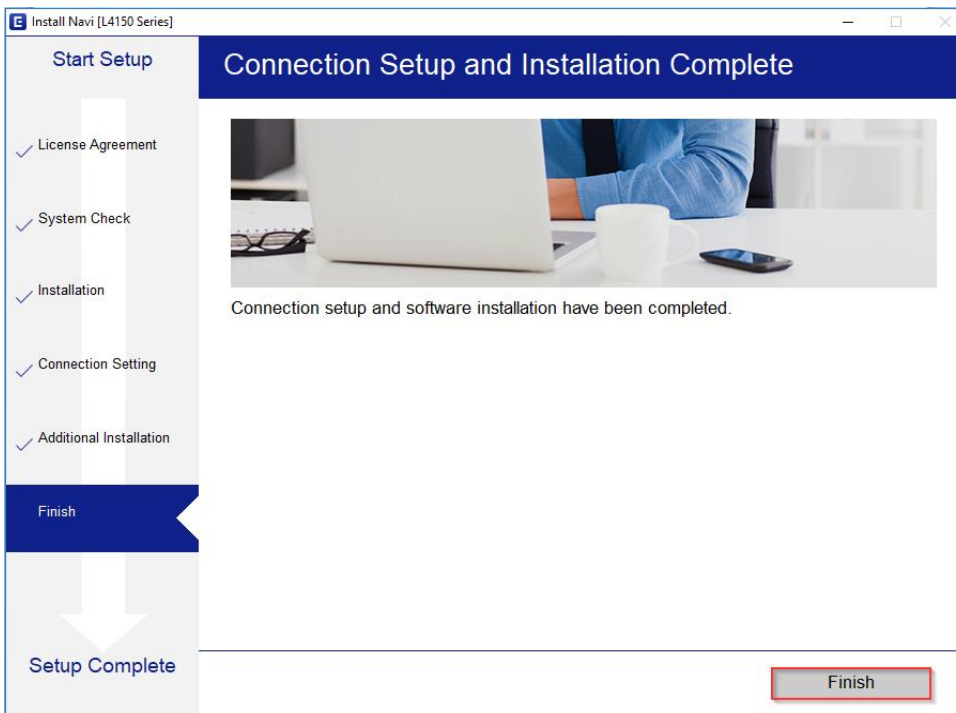 Install Navi [L4150 Series]
Start Setup
License Agreement
System Check
Installation
Connection Setting
Additional Installation
Finish
Setup Complete
Connection Setup and Installation Complete
Connection setup and software installation have been completed.
Finish